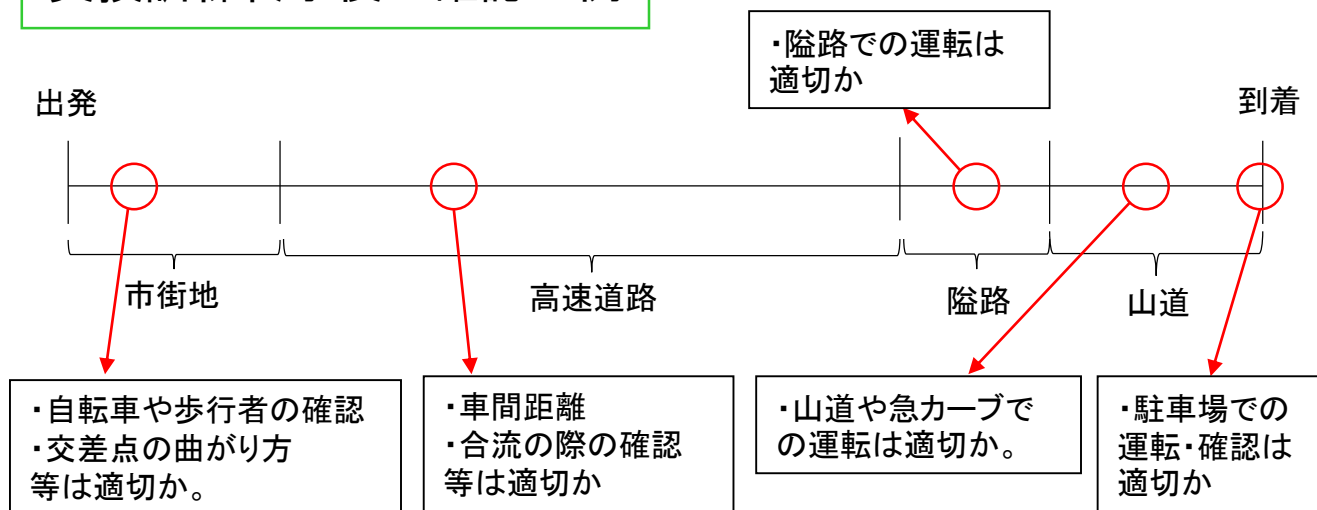 ・隘路での運転は
適切か
出発
到着
市街地
高速道路
隘路
山道
・自転車や歩行者の確認
・交差点の曲がり方
等は適切か。
・車間距離
・合流の際の確認
等は適切か
・山道や急カーブで
の運転は適切か。
・駐車場での
運転・確認は
適切か